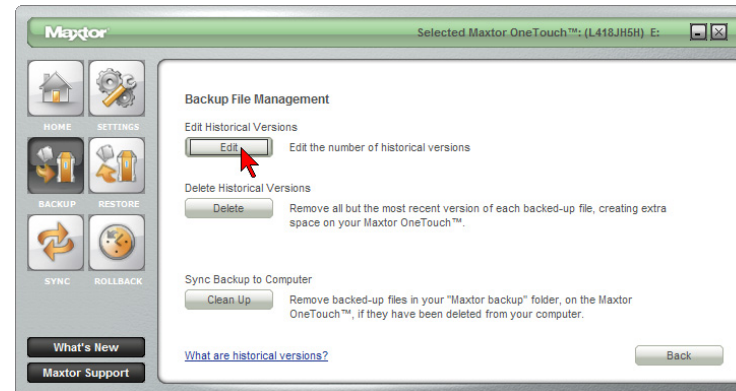 Maxtor
Selected Maxtor OneTouch™: (L418JH5H) E:
HOME
SETTINGS
BACKUP
RESTORE
SYNC
ROLLBACK
What's New
Maxtor Support
Backup File Management
Edit Historical Versions
Edit
Edit the number of historical versions
Delete Historical Versions
Delete
Remove all but the most recent version of each backed-up file, creating extra
space on your Maxtor OneTouch™.
Sync Backup to Computer
Clean Up
Remove backed-up files in your "Maxtor backup" folder, on the Maxtor
OneTouch™, if they have been deleted from your computer.
What are historical versions?
Back